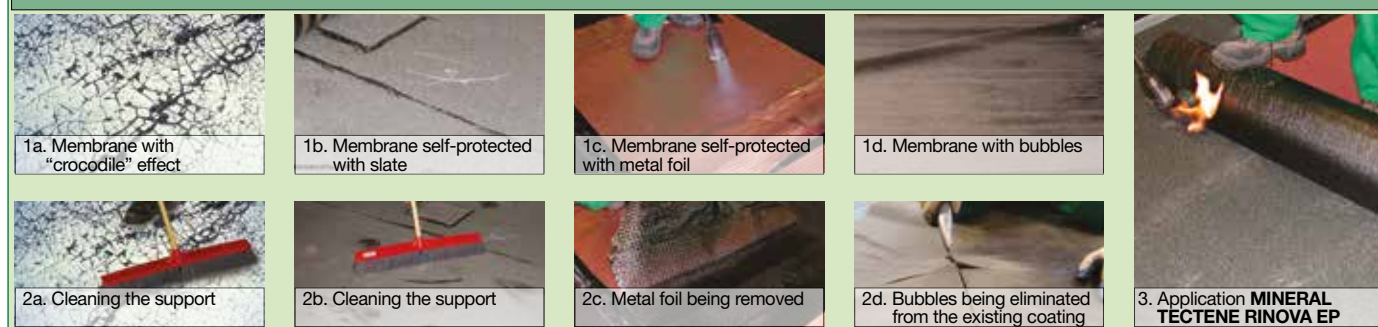 1a. Membrane with
"crocodile" effect
1b. Membrane self-protected
with slate
1c. Membrane self-protected
with metal foil
1d. Membrane with bubbles
2a. Cleaning the support
2b. Cleaning the support
2c. Metal foil being removed
2d. Bubbles being eliminated
from the existing coating
3. Application MINERAL
TECTENE RINOVA EP